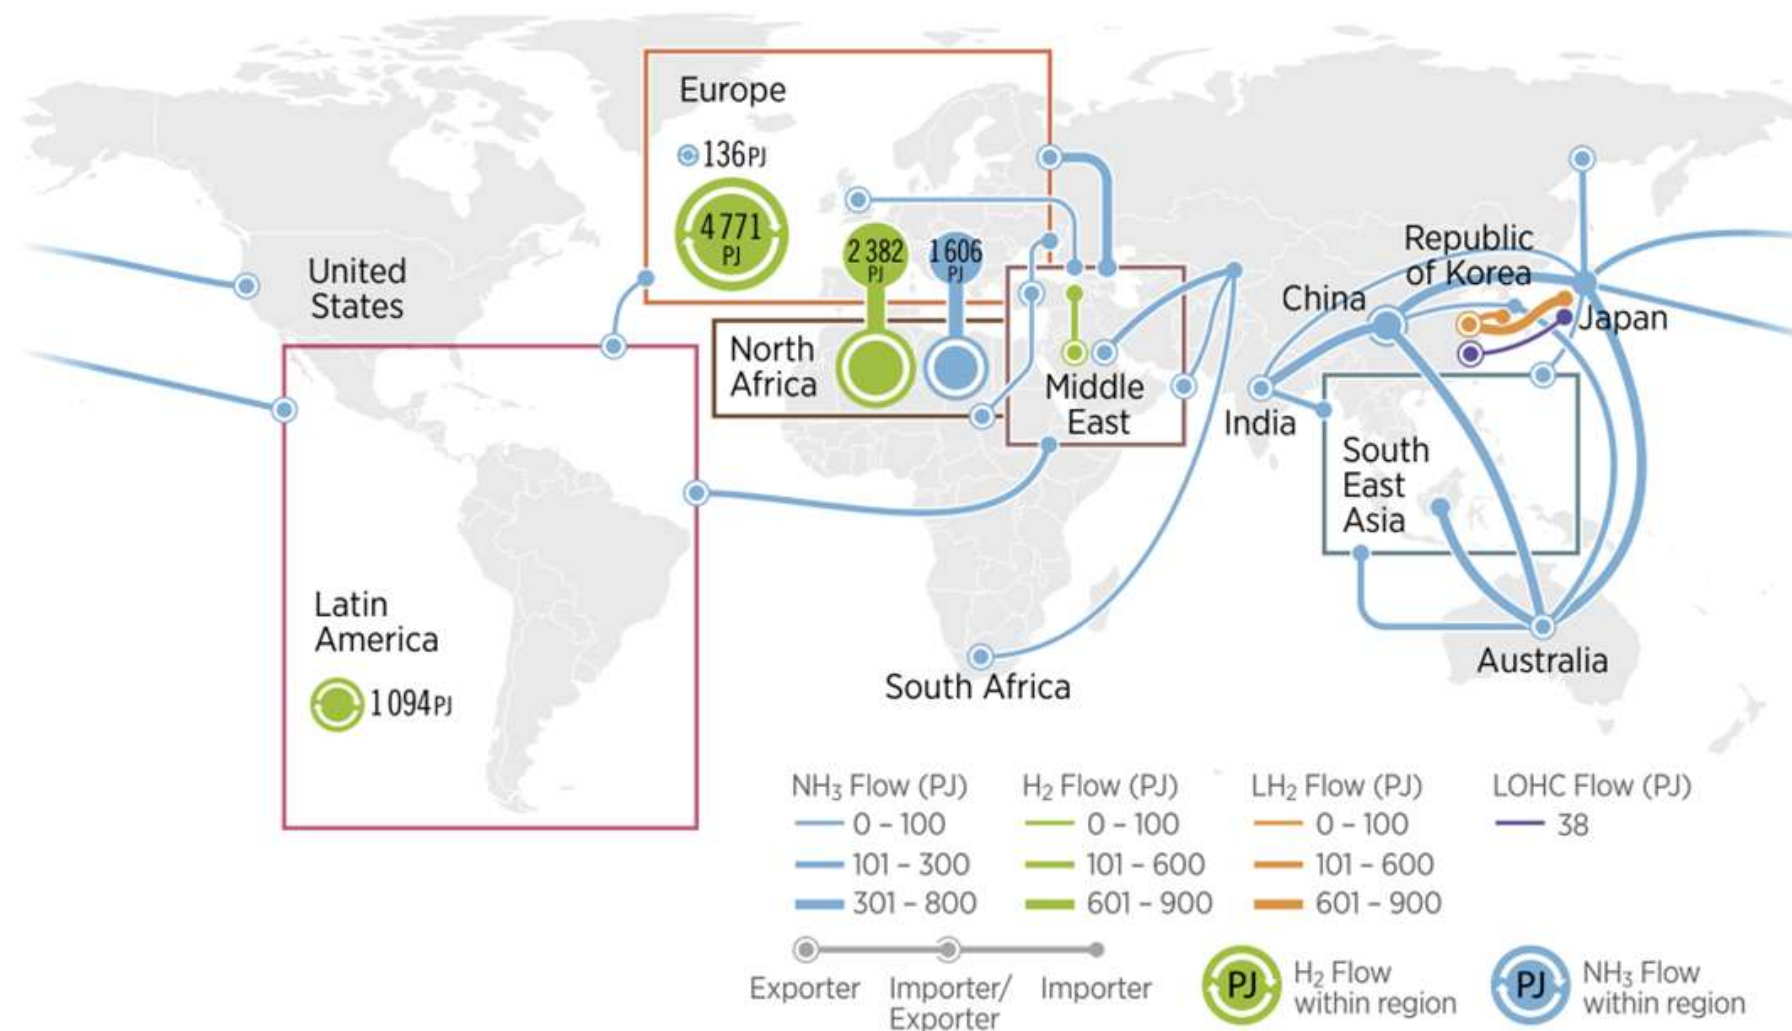 Europe
136 PJ
4 771
PJ
2 382
PJ
1 606
PJ
United
States
North
Africa
Middle
East
Republic
of Korea
China
Japan
India
South
East
Asia
Latin
America
1 094 PJ
South Africa
Australia
NH₃ Flow (PJ)
0 – 100
101 – 300
301 – 800
H₂ Flow (PJ)
0 – 100
101 – 600
601 – 900
LH₂ Flow (PJ)
0 – 100
101 – 600
601 – 900
LOHC Flow (PJ)
38
Exporter
Importer/
Exporter
Importer
PJ
H₂ Flow
within region
PJ
NH₃ Flow
within region